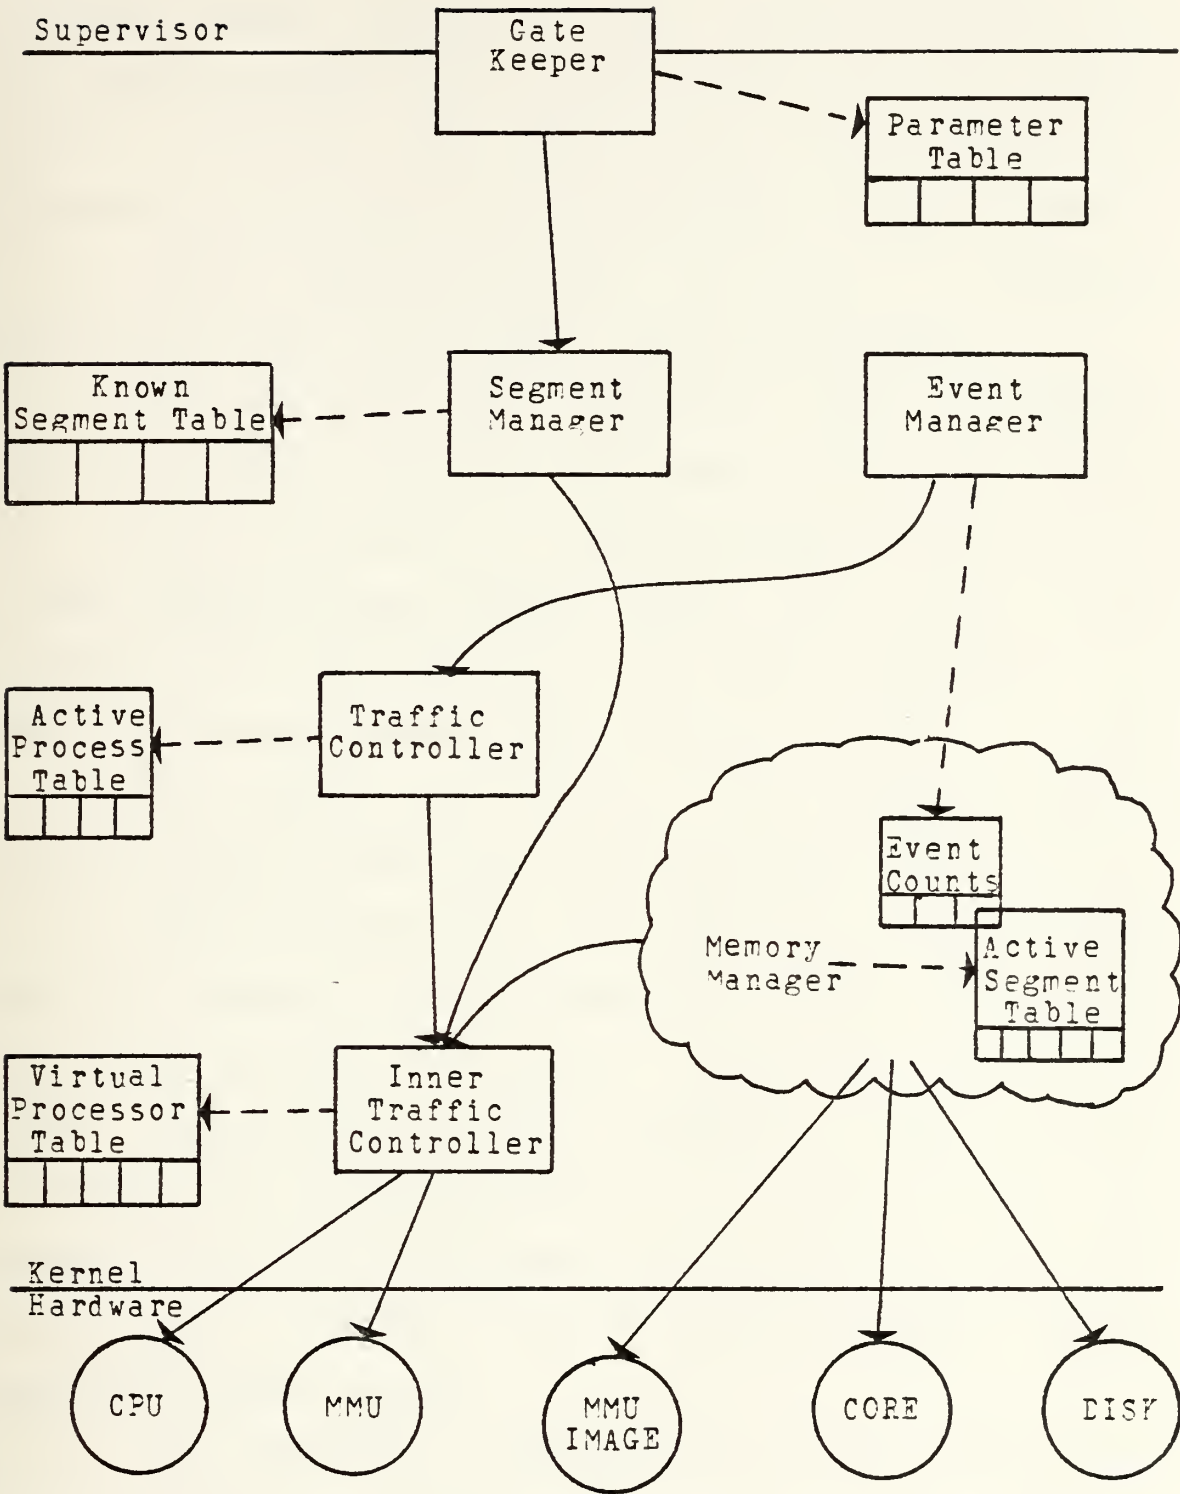 Supervisor
Gate
Keeper
Parameter
Table
Known
Segment Table
Segment
Manager
Event
Manager
Active
Process
Table
Traffic
Controller
Event
Counts
Memory
Manager
Active
Segment
Table
Virtual
Processor
Table
Inner
Traffic
Controller
Kernel
Hardware
CPU
MMU
MMU
IMAGE
CORE
DISK